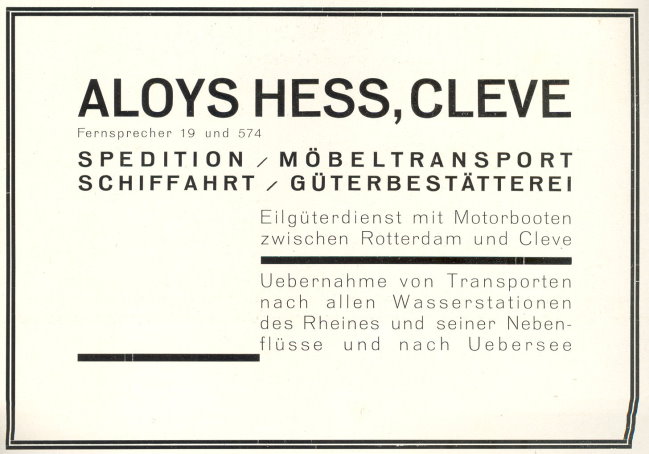 ALOYS HESS, CLEVE
Fernsprecher 19 und 574
SPEDITION / MÖBELTRANSPORT
SCHIFFAHRT / GÜTERBESTÄTTEREI
Eilgüterdienst mit Motorbooten
zwischen Rotterdam und Cleve
Uebernahme von Transporten
nach allen Wasserstationen
des Rheines und seiner Neben-
flüsse und nach Uebersee